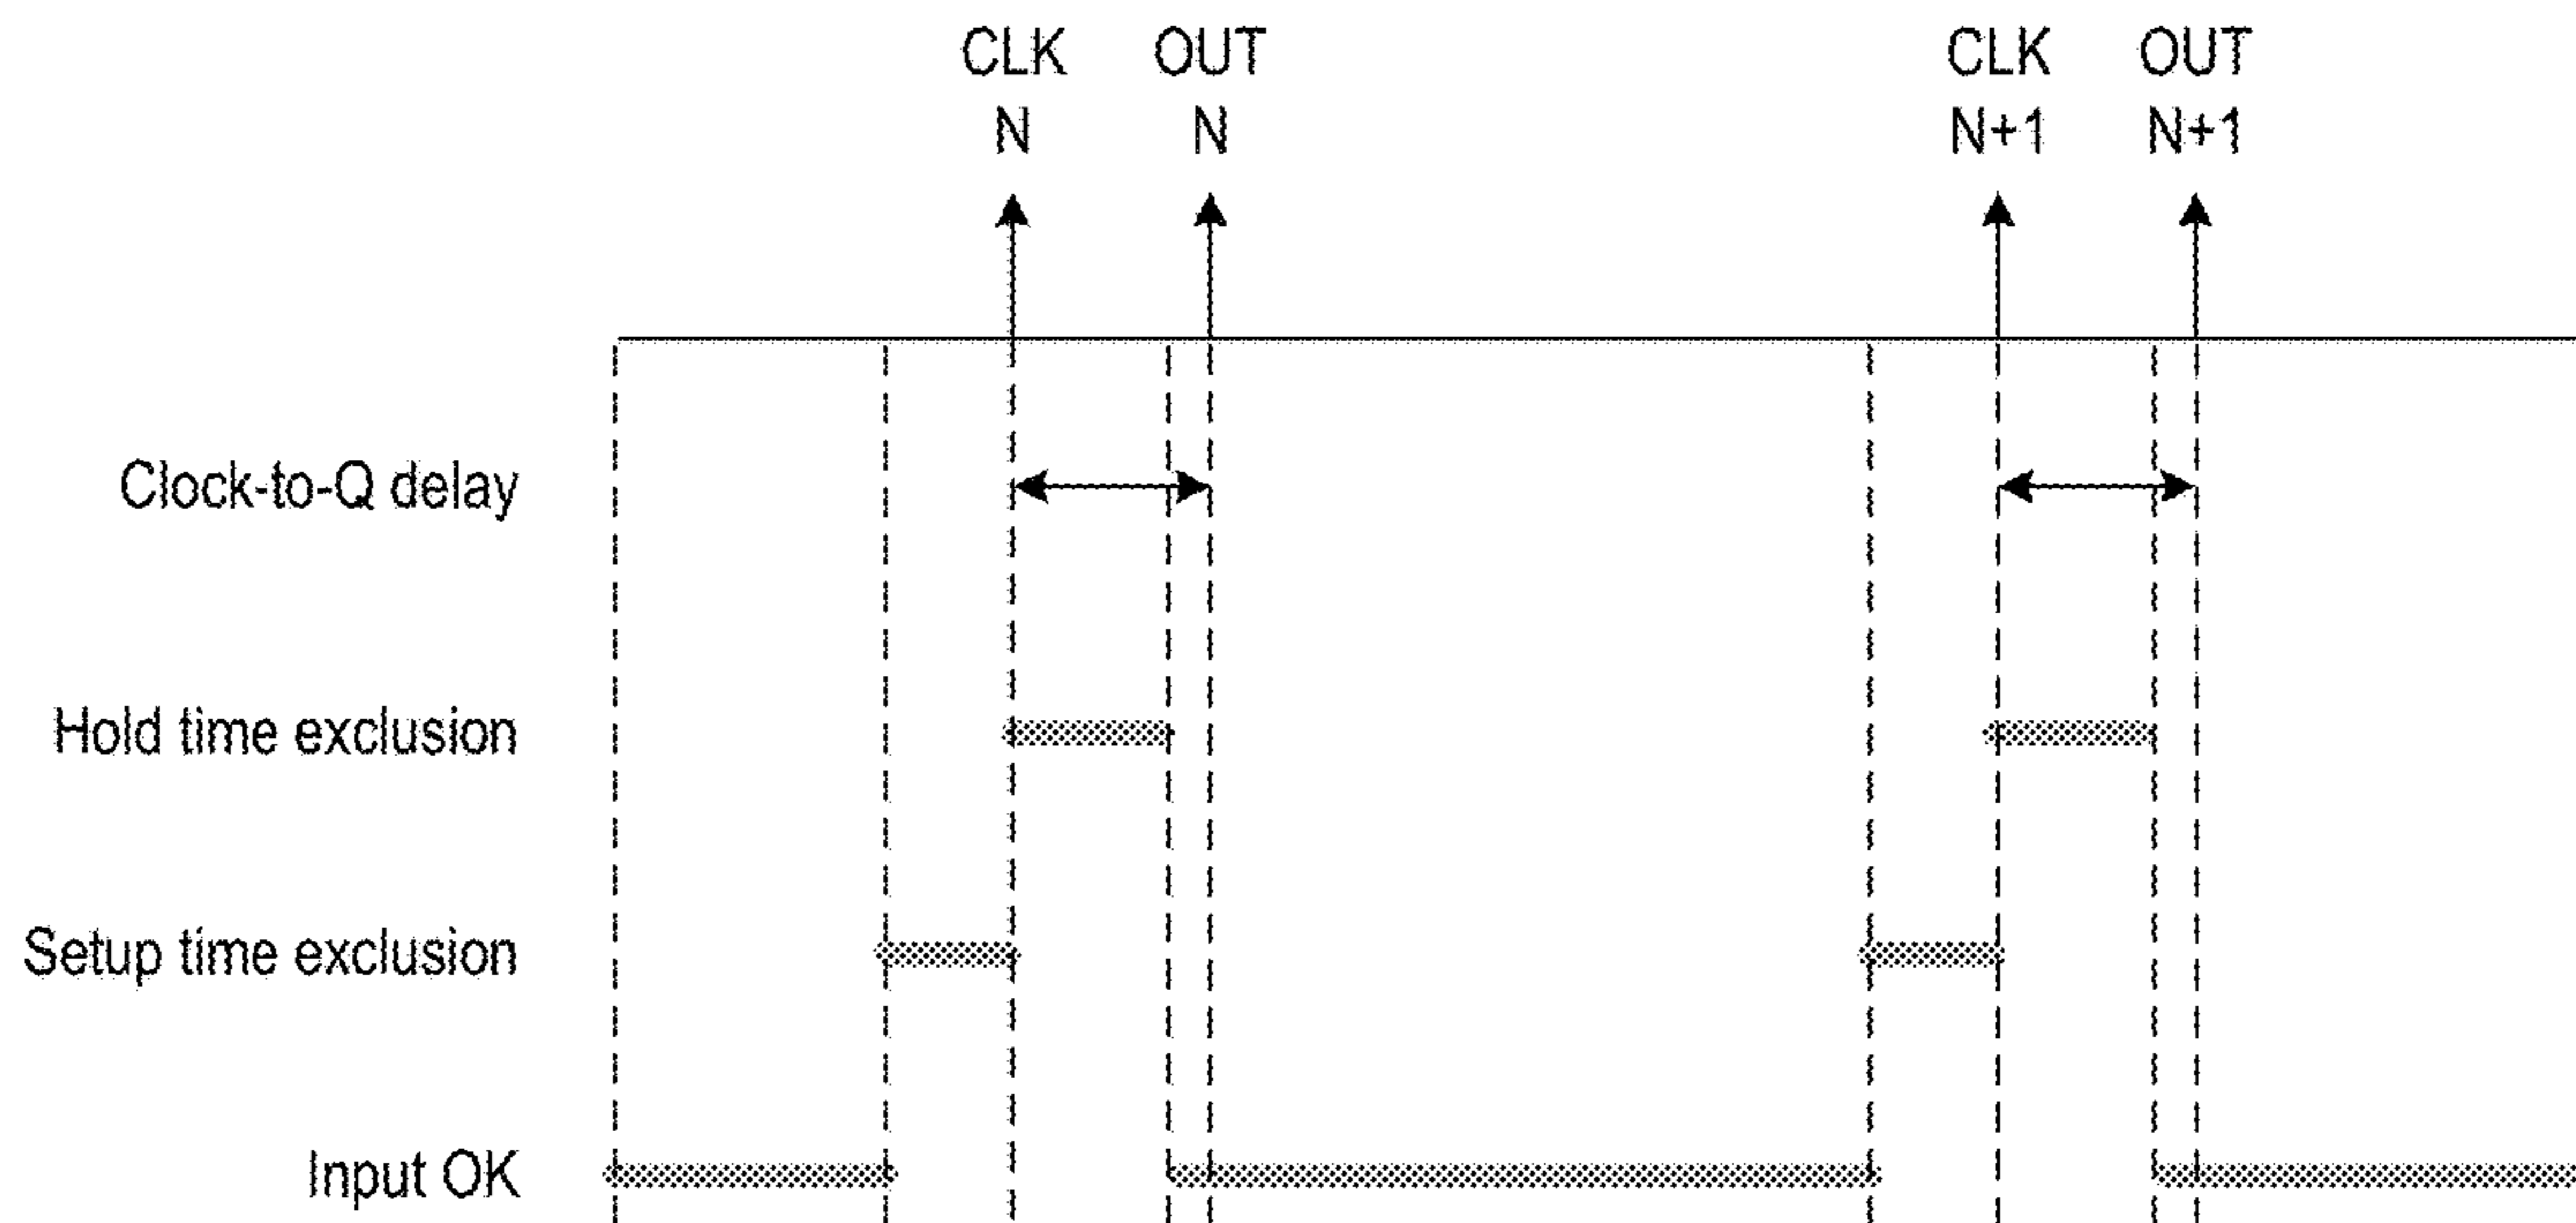 CLK OUT CLK OUT
N N N+1 N+1
Clock-to-Q delay
Hold time exclusion
Setup time exclusion
Input OK